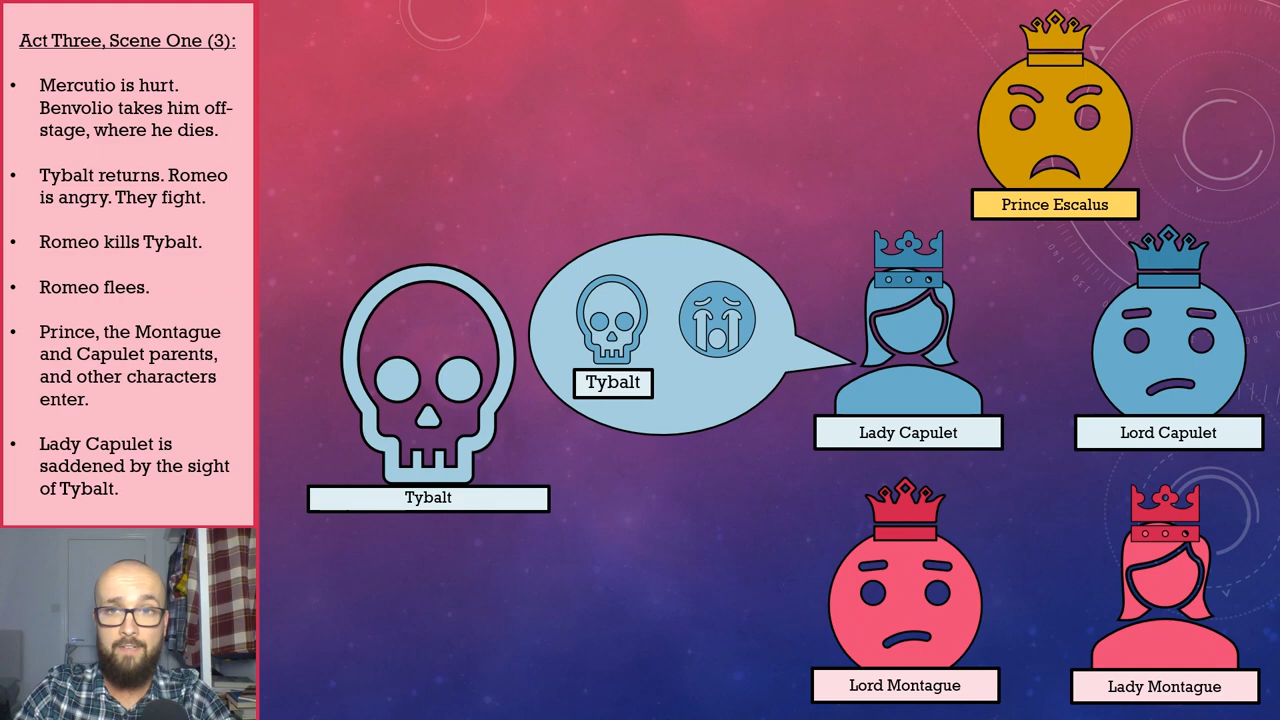 Act Three, Scene One (3):
• Mercutio is hurt.
Benvolio takes him off-
stage, where he dies.
• Tybalt returns. Romeo
is angry. They fight.
• Romeo kills Tybalt.
• Romeo flees.
• Prince, the Montague
and Capulet parents,
and other characters
enter.
• Lady Capulet is
saddened by the sight
of Tybalt.
Prince Escalus
Tybalt
Lady Capulet
Lord Capulet
Tybalt
Lord Montague
Lady Montague